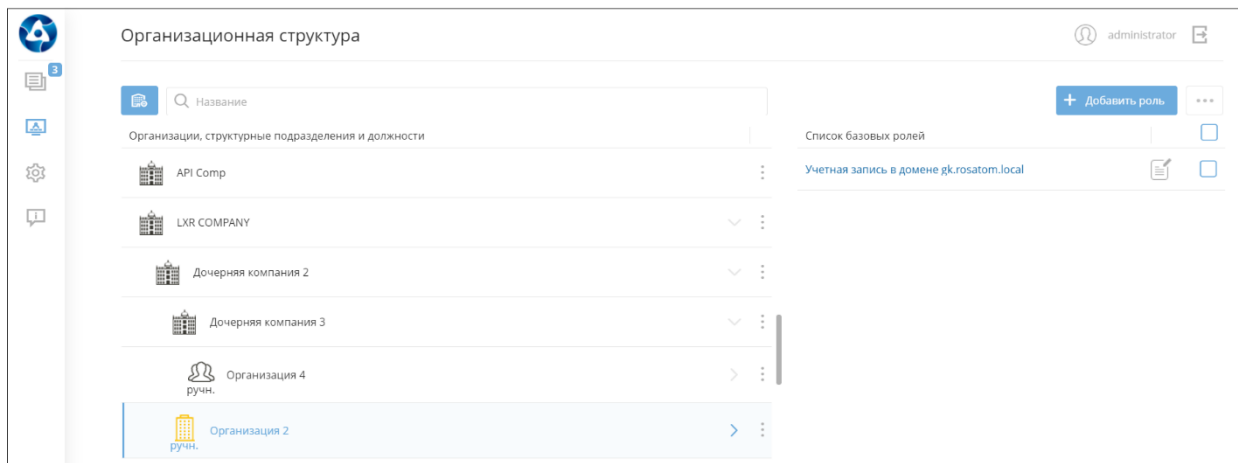 Организационная структура
administrator
3
Название
+ Добавить роль
Организации, структурные подразделения и должности
Список базовых ролей
API Comp
Учетная запись в домене gk.rosatom.local
LXR COMPANY
Дочерняя компания 2
Дочерняя компания 3
Организация 4
ручн.
Организация 2
ручн.